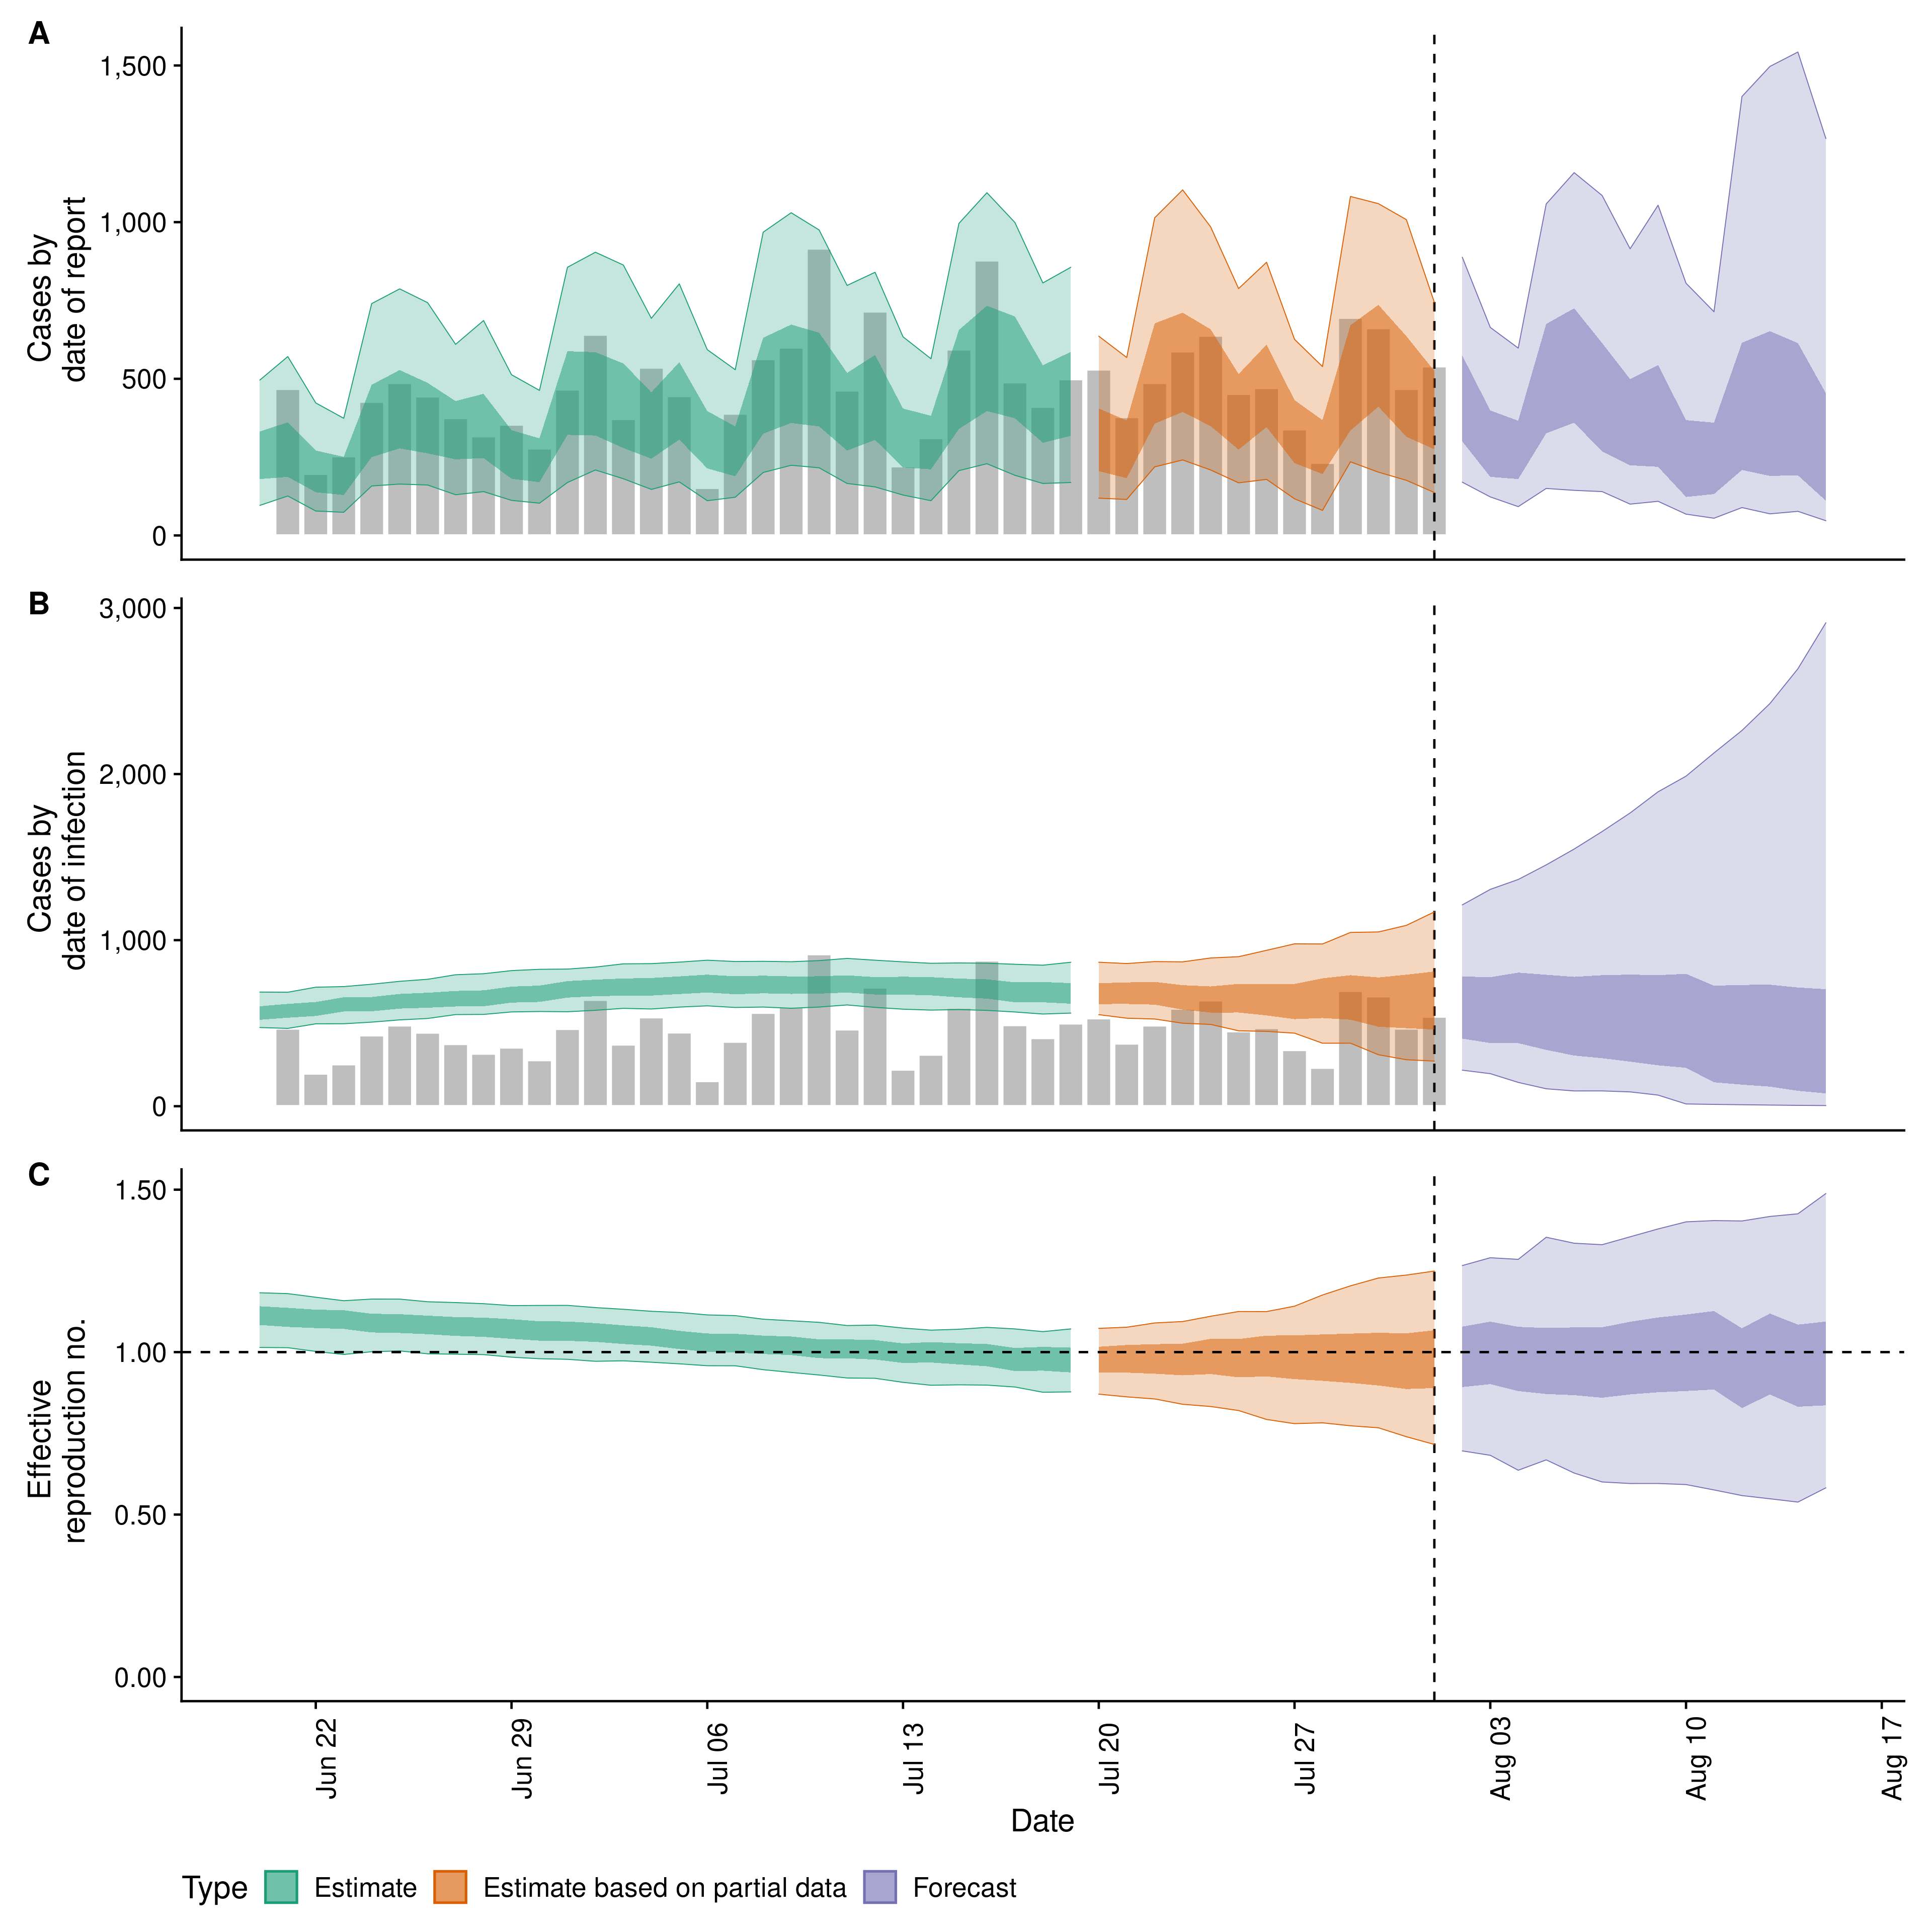 A
1,500
1,000
500
0
Cases by
date of report
B
3,000
2,000
1,000
0
Cases by
date of infection
C
1.50
1.00
0.50
0.00
Effective
reproduction no.
Jun 22
Jun 29
Jul 06
Jul 13
Jul 20
Jul 27
Aug 03
Aug 10
Aug 17
Date
Type Estimate Estimate based on partial data Forecast